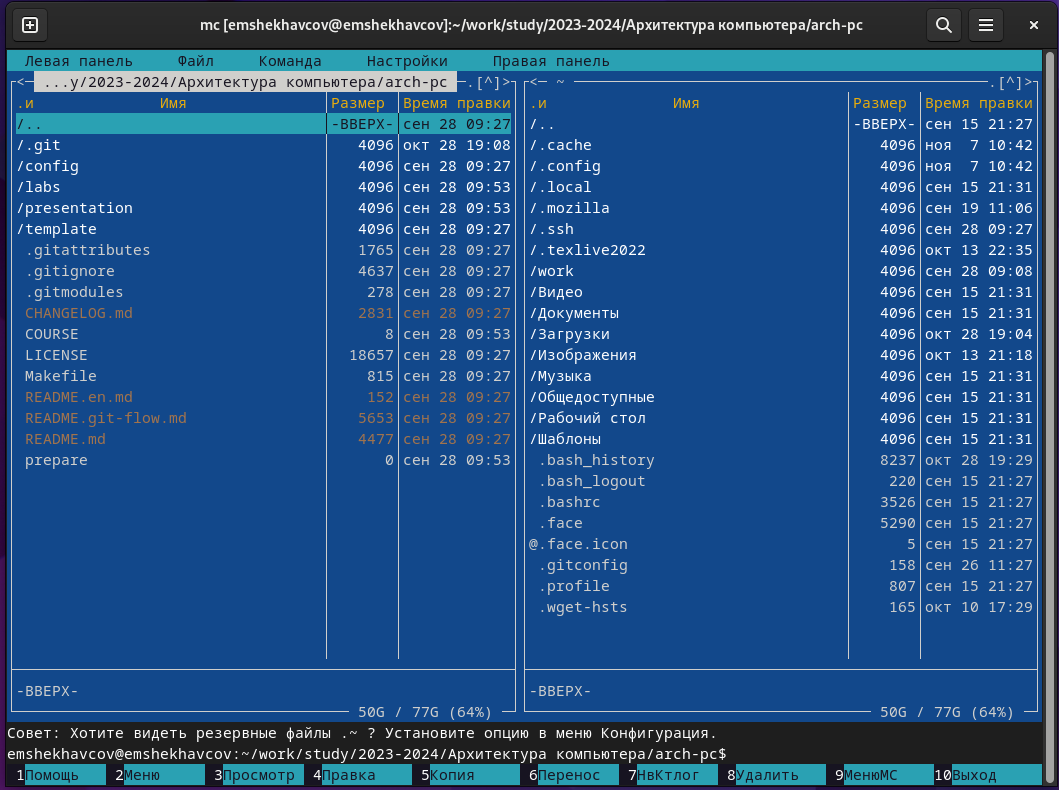 mc [emshekhavcov@emshekhavcov]:~/work/study/2023-2024/Архитектура компьютера/arch-pc
Левая панель Файл Команда Настройки Правая панель
<— ...y/2023-2024/Архитектура компьютера/arch-pc .[^]>
.и Имя Размер Время правки
/.. -ВВЕРХ- сен 28 09:27
/.git 4096 окт 28 19:08
/config 4096 сен 28 09:27
/labs 4096 сен 28 09:53
/presentation 4096 сен 28 09:53
/template 4096 сен 28 09:27
.gitattributes 1765 сен 28 09:27
.gitignore 4637 сен 28 09:27
.gitmodules 278 сен 28 09:27
CHANGELOG.md 2831 сен 28 09:27
COURSE 8 сен 28 09:53
LICENSE 18657 сен 28 09:27
Makefile 815 сен 28 09:27
README.en.md 152 сен 28 09:27
README.git-flow.md 5653 сен 28 09:27
README.md 4477 сен 28 09:27
prepare 0 сен 28 09:53
-ВВЕРХ-
50G / 77G (64%)
<— ~ .[^]>
.и Имя Размер Время правки
/.. -ВВЕРХ- сен 15 21:27
/.cache 4096 ноя 7 10:42
/.config 4096 ноя 7 10:42
/.local 4096 сен 15 21:31
/.mozilla 4096 сен 19 11:06
/.ssh 4096 сен 28 09:27
/.texlive2022 4096 окт 13 22:35
/work 4096 сен 28 09:08
/Видео 4096 сен 15 21:31
/Документы 4096 сен 15 21:31
/Загрузки 4096 окт 28 19:04
/Изображения 4096 окт 13 21:18
/Музыка 4096 сен 15 21:31
/Общедоступные 4096 сен 15 21:31
/Рабочий стол 4096 сен 15 21:31
/Шаблоны 4096 сен 15 21:31
.bash_history 8237 окт 28 19:29
.bash_logout 220 сен 15 21:27
.bashrc 3526 сен 15 21:27
.face 5290 сен 15 21:27
@.face.icon 5 сен 15 21:27
.gitconfig 158 сен 26 11:27
.profile 807 сен 15 21:27
.wget-hsts 165 окт 10 17:29
-ВВЕРХ-
50G / 77G (64%)
Совет: Хотите видеть резервные файлы .~ ? Установите опцию в меню Конфигурация.
emshekhavcov@emshekhavcov:~/work/study/2023-2024/Архитектура компьютера/arch-pc$
1Помощь 2Меню 3Просмотр 4Правка 5Копия 6Перенос 7НвКтлог 8Удалить 9МенюМС 10Выход